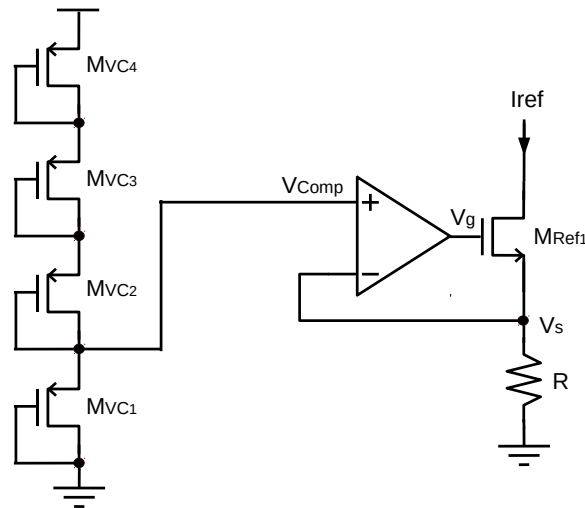 MVC4
Iref
MVC3
VComp
+
Vg
MRef1
−
MVC2
Vs
R
MVC1